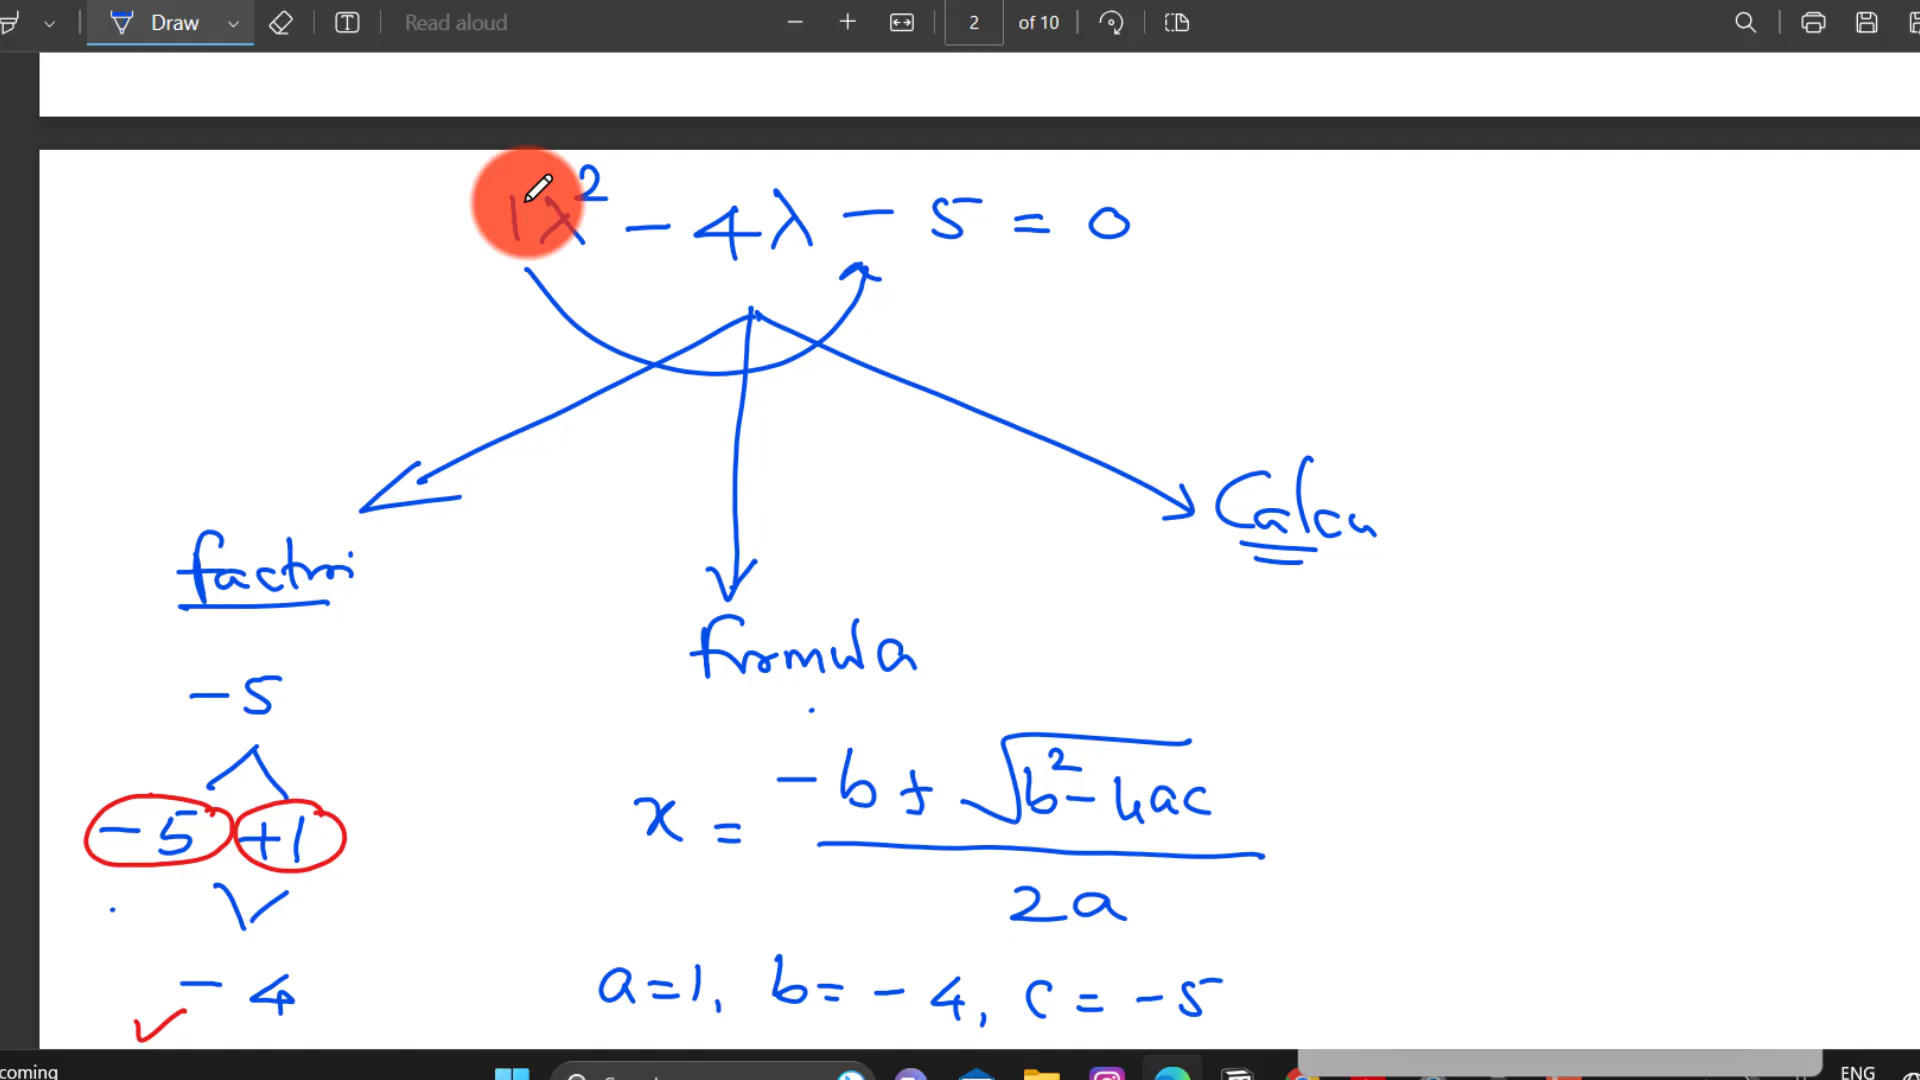 Draw
Read aloud
2 of 10
1λ² - 4λ - 5 = 0
Calcu
factri
formula
-5
-5 +1
x = -b ± √b²-4ac
2a
-4
a=1, b=-4, c=-5
coming
ENG